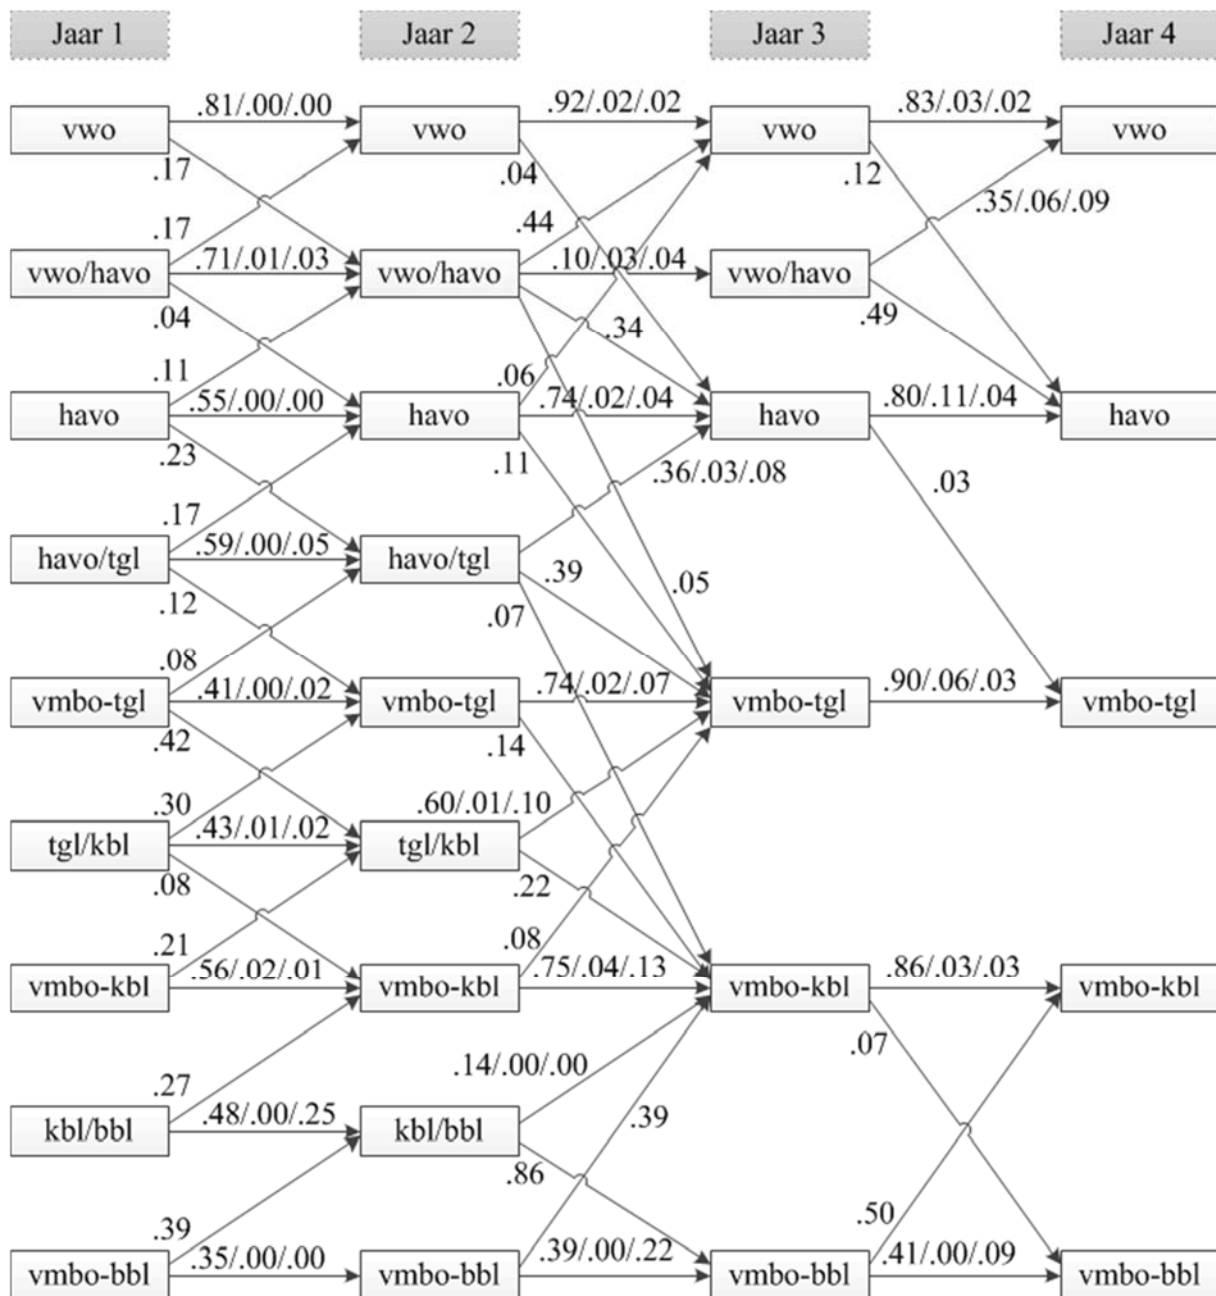 Jaar 1 Jaar 2 Jaar 3 Jaar 4
.81/.00/.00 .92/.02/.02 .83/.03/.02
vwo vwo vwo vwo
.17 .04 .12
.35/.06/.09
.17 .44
.71/.01/.03 .10/.03/.04
vwo/havo vwo/havo vwo/havo
.04 .34 .49
.11 .06
.55/.00/.00 .74/.02/.04 .80/.11/.04
havo havo havo havo
.23 .11 .36/.03/.08 .03
.17
.59/.00/.05
havo/tgl havo/tgl
.39 .05
.12 .07
.08
.41/.00/.02 .74/.02/.07 .90/.06/.03
vmbo-tgl vmbo-tgl vmbo-tgl vmbo-tgl
.42 .14
.30 .60/.01/.10
.43/.01/.02
tgl/kbl tgl/kbl
.08 .22
.21 .08
.56/.02/.01 .75/.04/.13 .86/.03/.03
vmbo-kbl vmbo-kbl vmbo-kbl vmbo-kbl
.07
.14/.00/.00
.27
.48/.00/.25 .39
kbl/bbl kbl/bbl
.86
.39 .50
.35/.00/.00 .39/.00/.22 .41/.00/.09
vmbo-bbl vmbo-bbl vmbo-bbl vmbo-bbl